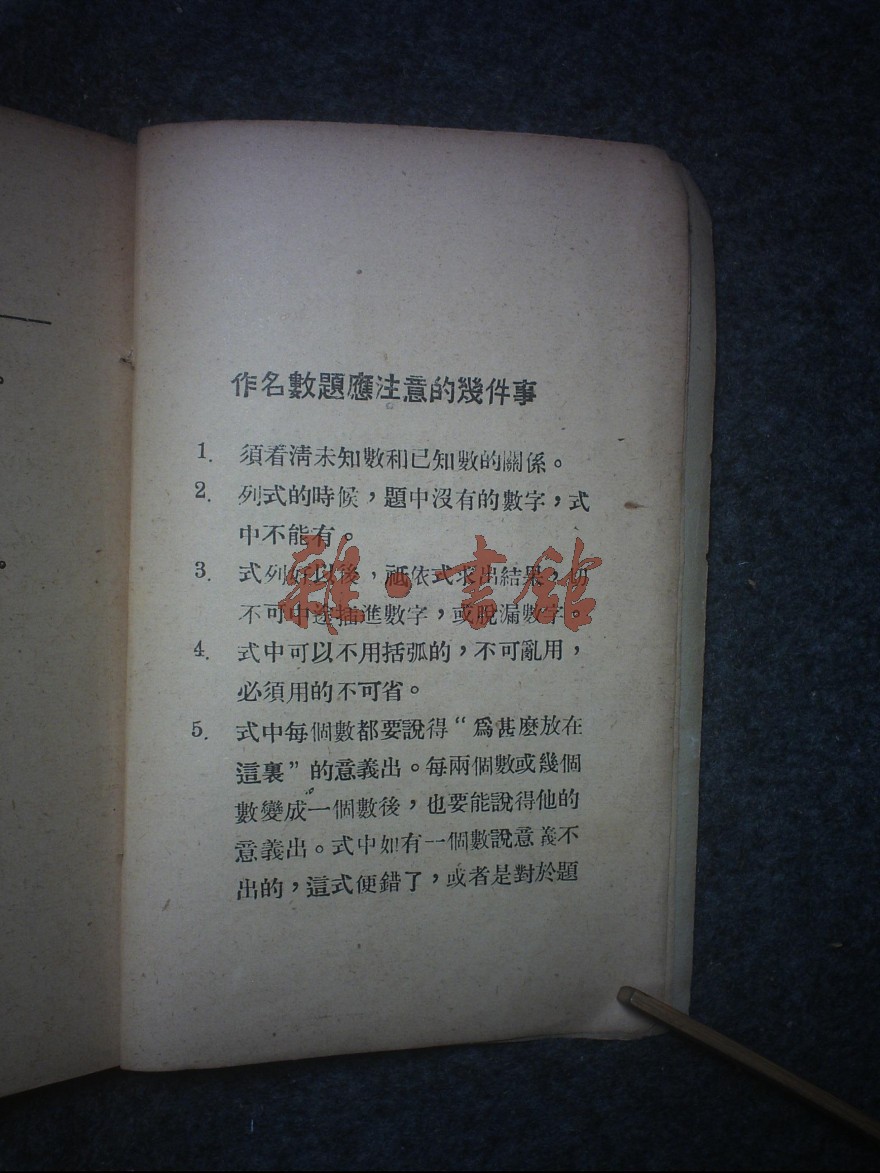 作名數題應注意的幾件事
1. 須看清未知數和已知數的關係。
2. 列式的時候，題中沒有的數字，式
中不能有。
3. 式列好以後，祗依式求出結果，切
不可中途插進數字，或脫漏數字。
4. 式中可以不用括弧的，不可亂用，
必須用的不可省。
5. 式中每個數都要說得“爲甚麽放在
這裏”的意義出。每兩個數或幾個
數變成一個數後，也要能說得他的
意義出。式中如有一個數說意義不
出的，這式便錯了，或者是對於題
雜·書館